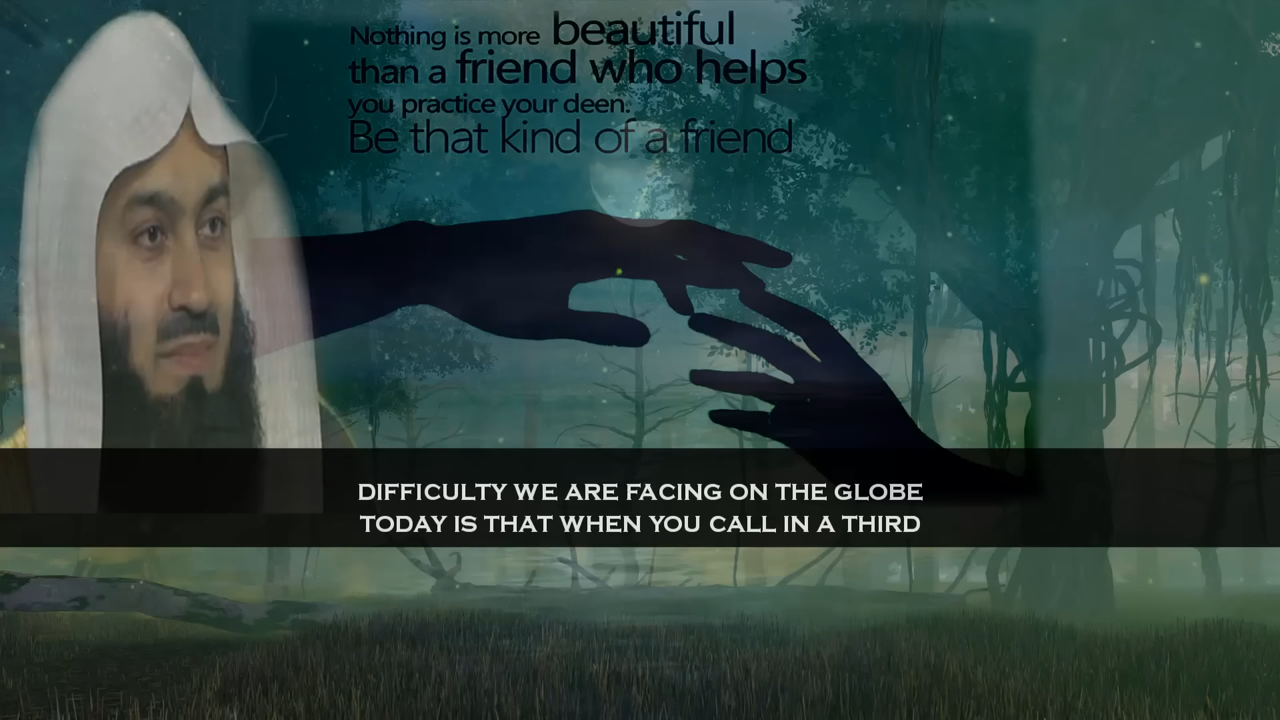 Nothing is more beautiful
than a friend who helps
you practice your deen.
Be that kind of a friend
DIFFICULTY WE ARE FACING ON THE GLOBE
TODAY IS THAT WHEN YOU CALL IN A THIRD